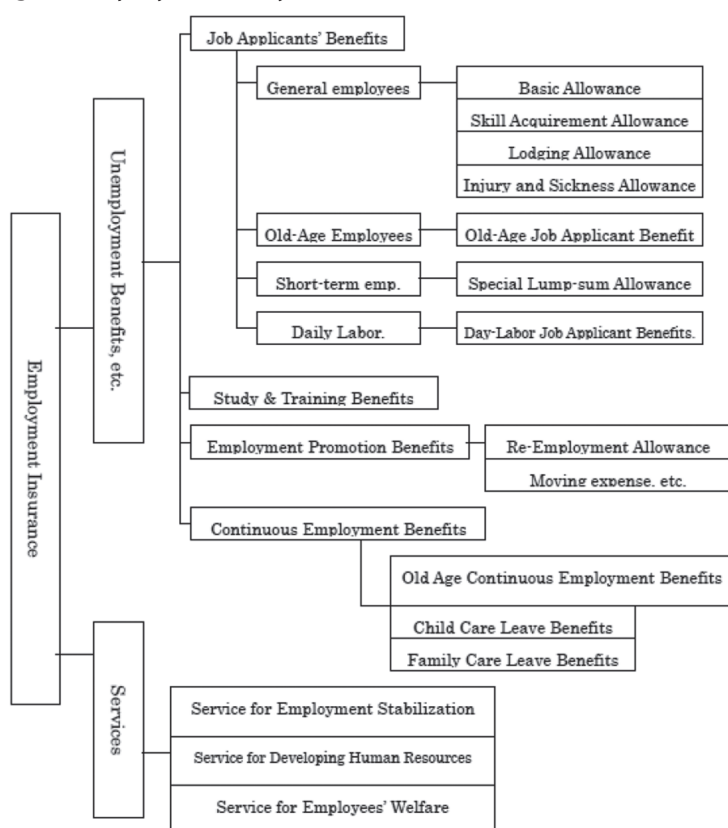 Job Applicants' Benefits
General employees
Basic Allowance
Skill Acquirement Allowance
Lodging Allowance
Injury and Sickness Allowance
Old-Age Employees
Old-Age Job Applicant Benefit
Short-term emp.
Special Lump-sum Allowance
Daily Labor.
Day-Labor Job Applicant Benefits.
Unemployment Benefits, etc.
Study & Training Benefits
Employment Promotion Benefits
Re-Employment Allowance
Moving expense. etc.
Employment Insurance
Continuous Employment Benefits
Old Age Continuous Employment Benefits
Child Care Leave Benefits
Family Care Leave Benefits
Services
Service for Employment Stabilization
Service for Developing Human Resources
Service for Employees' Welfare